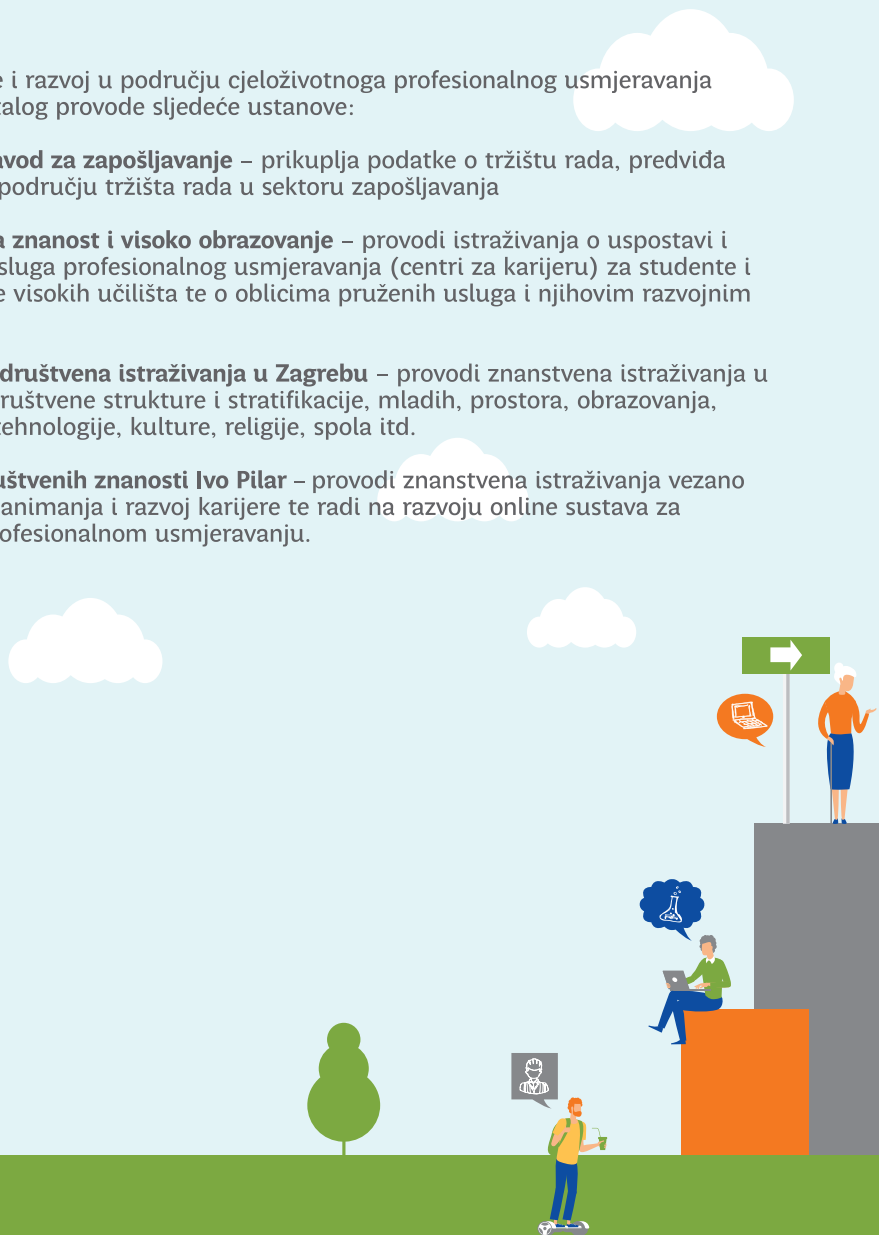 e i razvoj u području cjeloživotnoga profesionalnog usmjeravanja
talog provode sljedeće ustanove:
avod za zapošljavanje – prikuplja podatke o tržištu rada, predviđa
području tržišta rada u sektoru zapošljavanja
a znanost i visoko obrazovanje – provodi istraživanja o uspostavi i
sluga profesionalnog usmjeravanja (centri za karijeru) za studente i
e visokih učilišta te o oblicima pruženih usluga i njihovim razvojnim
društvena istraživanja u Zagrebu – provodi znanstvena istraživanja u
ruštvene strukture i stratifikacije, mladih, prostora, obrazovanja,
tehnologije, kulture, religije, spola itd.
uštvenih znanosti Ivo Pilar – provodi znanstvena istraživanja vezano
animanja i razvoj karijere te radi na razvoju online sustava za
ofesionalnom usmjeravanju.